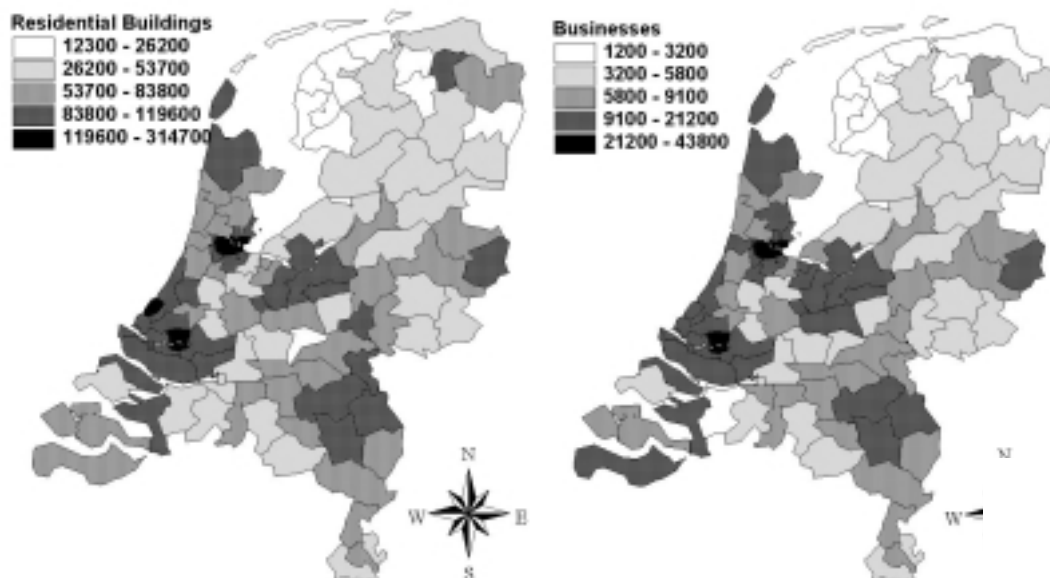 Residential Buildings
12300 - 26200
26200 - 53700
53700 - 83800
83800 - 119600
119600 - 314700
N
W E
S
Businesses
1200 - 3200
3200 - 5800
5800 - 9100
9100 - 21200
21200 - 43800
N
W